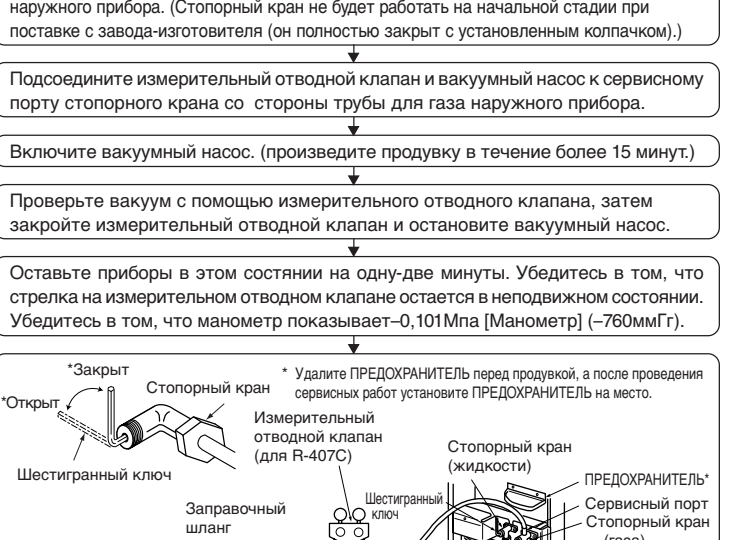 наружного прибора. (Стопорный кран не будет работать на начальной стадии при
поставке с завода-изготовителя (он полностью закрыт с установленным колпачком).)
Подсоедините измерительный отводной клапан и вакуумный насос к сервисному
порту стопорного крана со стороны трубы для газа наружного прибора.
Включите вакуумный насос. (произведите продувку в течение более 15 минут.)
Проверьте вакуум с помощью измерительного отводного клапана, затем
закройте измерительный отводной клапан и остановите вакуумный насос.
Оставьте приборы в этом состянии на одну-две минуты. Убедитесь в том, что
стрелка на измерительном отводном клапане остается в неподвижном состоянии.
Убедитесь в том, что манометр показывает–0,101Мпа [Манометр] (–760ммГг).
*Закрыт
*Открыт
Стопорный кран
* Удалите ПРЕДОХРАНИТЕЛЬ перед продувкой, а после проведения
сервисных работ установите ПРЕДОХРАНИТЕЛЬ на место.
Шестигранный ключ
Измерительный
отводной клапан
(для R-407C)
Заправочный
шланг
Шестигранный
ключ
Стопорный кран
(жидкости)
ПРЕДОХРАНИТЕЛЬ*
Сервисный порт
Стопорный кран
(газа)